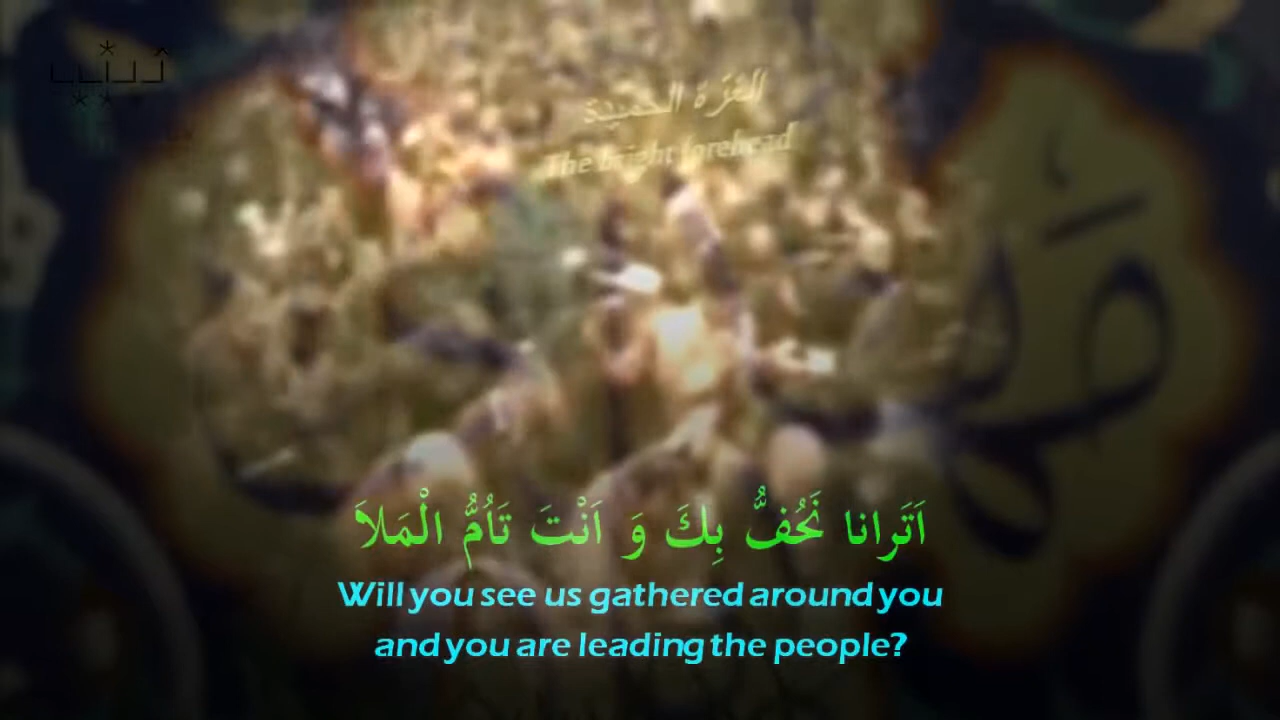 الغُرَّة الحميدة
The bright forehead
اَتَرانا نَحُفُّ بِكَ وَ اَنْتَ تَاُمُّ الْمَلاَ
Will you see us gathered around you
and you are leading the people?